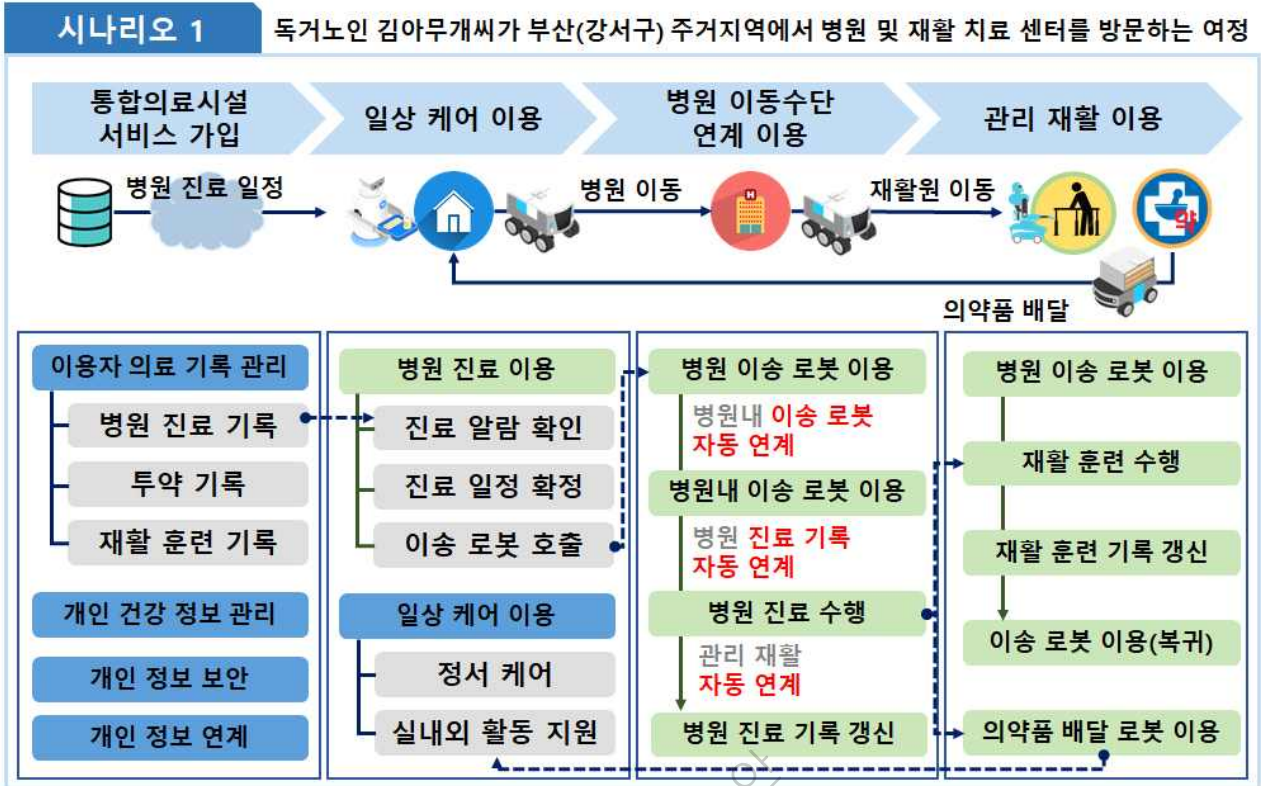 시나리오 1
독거노인 김아무개씨가 부산(강서구) 주거지역에서 병원 및 재활 치료 센터를 방문하는 여정
통합의료시설
서비스 가입
일상 케어 이용
병원 이동수단
연계 이용
관리 재활 이용
병원 진료 일정
병원 이동
H
재활원 이동
약
의약품 배달
이용자 의료 기록 관리
병원 진료 기록
투약 기록
재활 훈련 기록
개인 건강 정보 관리
개인 정보 보안
개인 정보 연계
병원 진료 이용
진료 알람 확인
진료 일정 확정
이송 로봇 호출
일상 케어 이용
정서 케어
실내외 활동 지원
병원 이송 로봇 이용
병원내 이송 로봇
자동 연계
병원내 이송 로봇 이용
병원 진료 기록
자동 연계
병원 진료 수행
관리 재활
자동 연계
병원 진료 기록 갱신
병원 이송 로봇 이용
재활 훈련 수행
재활 훈련 기록 갱신
이송 로봇 이용(복귀)
의약품 배달 로봇 이용